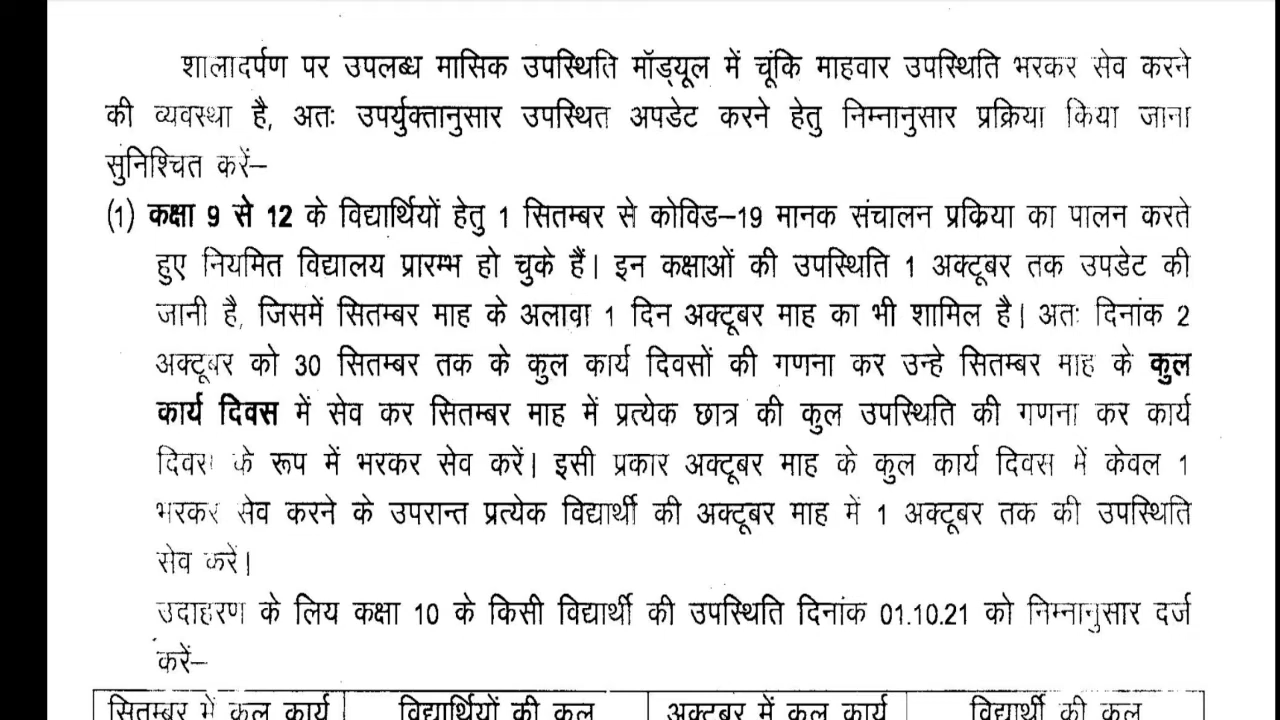 शालादर्पण पर उपलब्ध मासिक उपस्थिति मॉड्यूल में चूंकि माहवार उपस्थिति भरकर सेव करने
की व्यवस्था है, अतः उपर्युक्तानुसार उपस्थित अपडेट करने हेतु निम्नानुसार प्रक्रिया किया जाना
सुनिश्चित करें–
(1) कक्षा 9 से 12 के विद्यार्थियों हेतु 1 सितम्बर से कोविड–19 मानक संचालन प्रक्रिया का पालन करते
हुए नियमित विद्यालय प्रारम्भ हो चुके हैं। इन कक्षाओं की उपस्थिति 1 अक्टूबर तक उपडेट की
जानी है, जिसमें सितम्बर माह के अलावा 1 दिन अक्टूबर माह का भी शामिल है। अतः दिनांक 2
अक्टूबर को 30 सितम्बर तक के कुल कार्य दिवसों की गणना कर उन्हे सितम्बर माह के कुल
कार्य दिवस में सेव कर सितम्बर माह में प्रत्येक छात्र की कुल उपस्थिति की गणना कर कार्य
दिवस के रूप में भरकर सेव करें। इसी प्रकार अक्टूबर माह के कुल कार्य दिवस में केवल 1
भरकर सेव करने के उपरान्त प्रत्येक विद्यार्थी की अक्टूबर माह में 1 अक्टूबर तक की उपस्थिति
सेव करें।
उदाहरण के लिय कक्षा 10 के किसी विद्यार्थी की उपस्थिति दिनांक 01.10.21 को निम्नानुसार दर्ज
करें–
सितम्बर में कुल कार्य विद्यार्थियों की कुल अक्टूबर में कुल कार्य विद्यार्थी की कुल